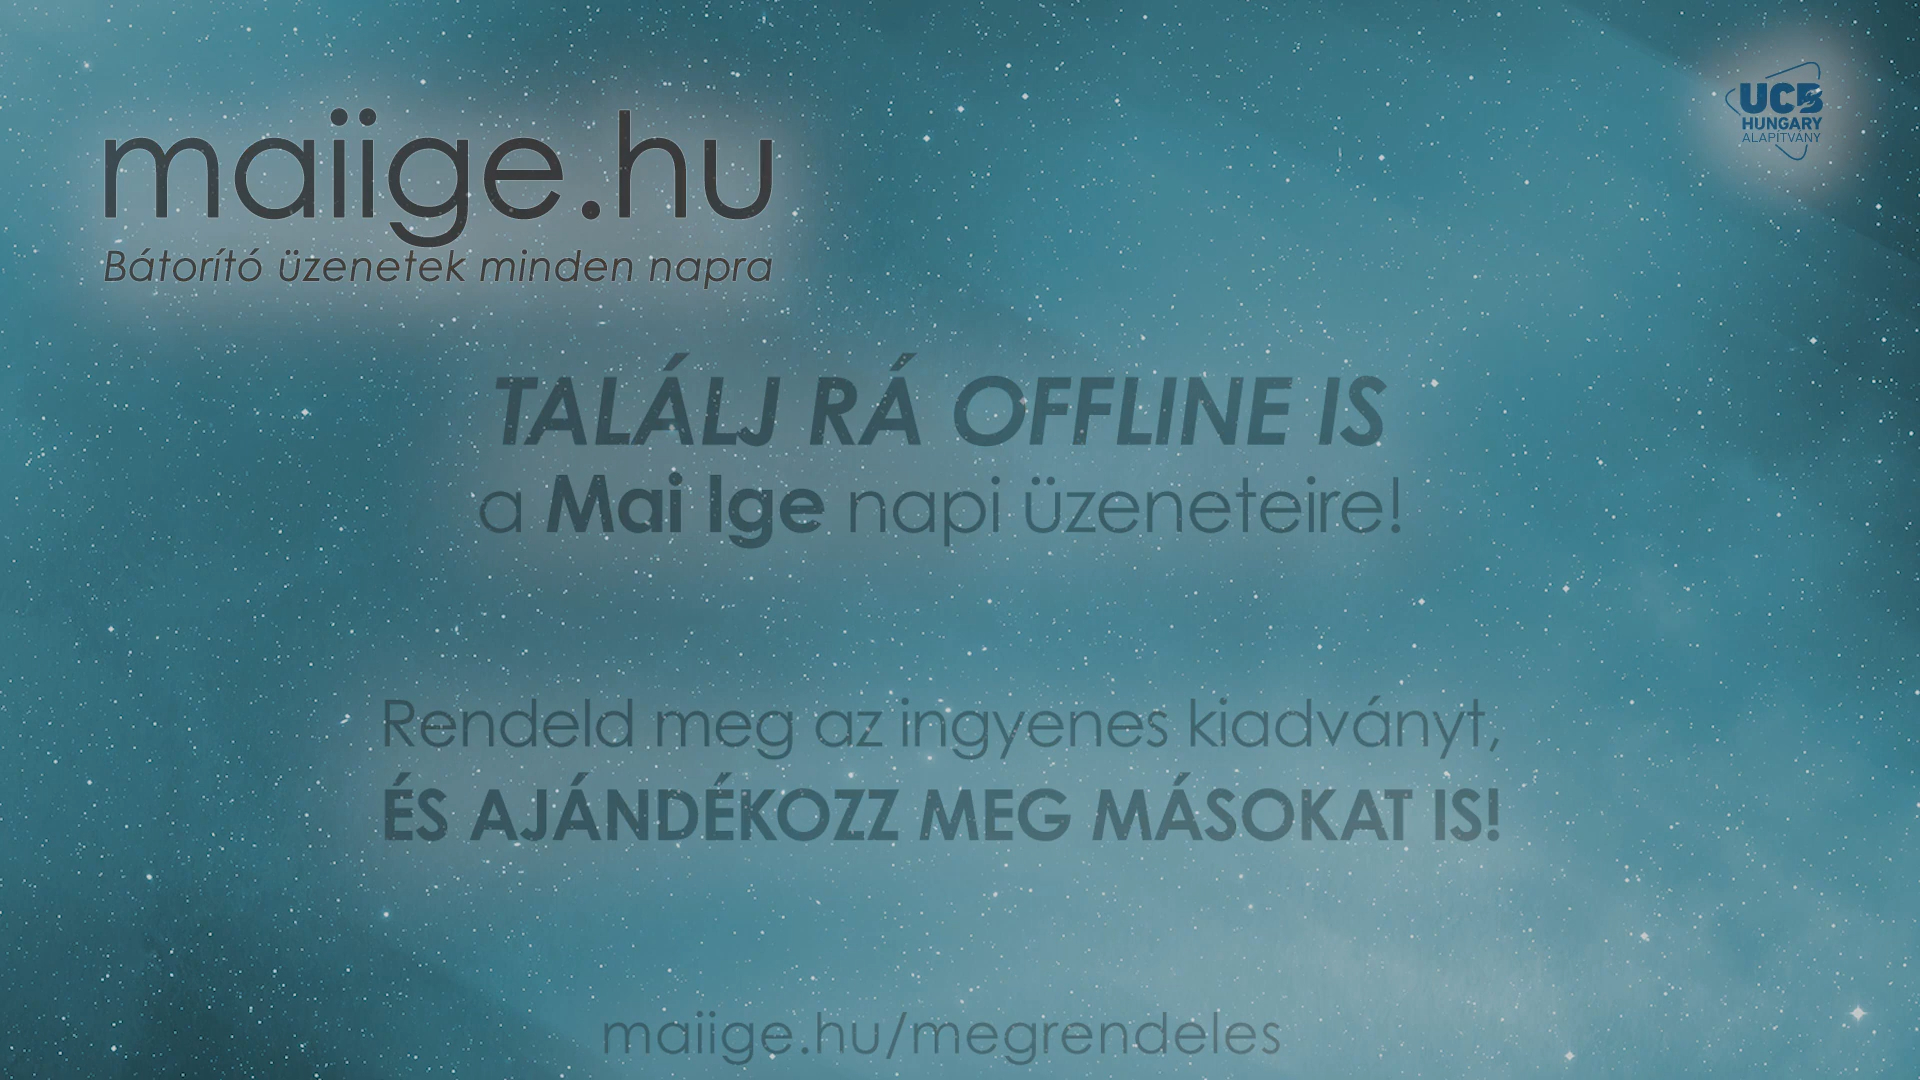 maiige.hu
Bátorító üzenetek minden napra
UCB
HUNGARY
ALAPÍTVÁNY
TALÁLJ RÁ OFFLINE IS
a Mai Ige napi üzeneteire!
Rendeld meg az ingyenes kiadványt,
ÉS AJÁNDÉKOZZ MEG MÁSOKAT IS!
maiige.hu/megrendeles